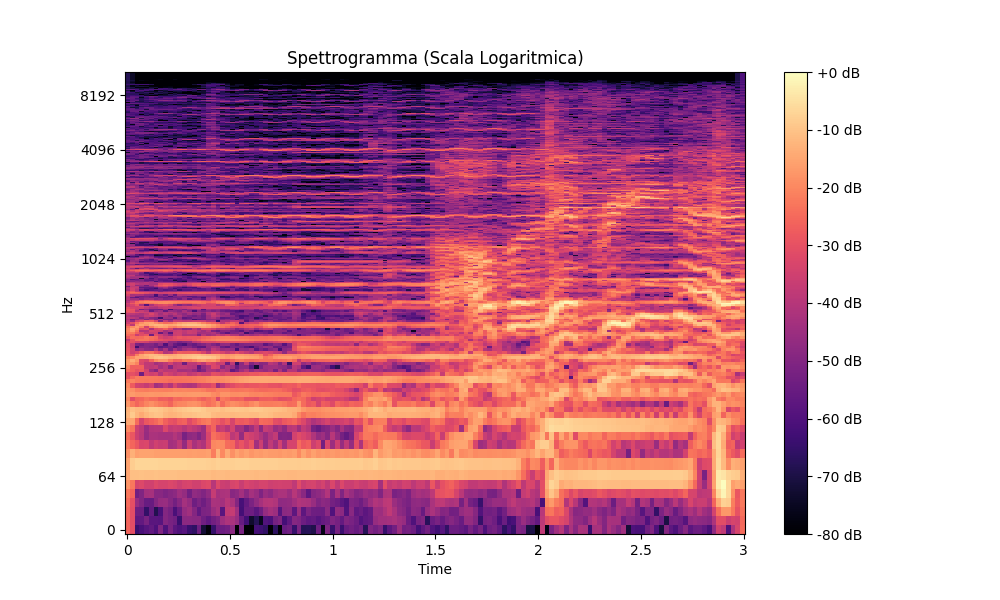 Spettrogramma (Scala Logaritmica)
+0 dB
8192
-10 dB
4096
-20 dB
2048
-30 dB
1024
Hz
512
-40 dB
256
-50 dB
128
-60 dB
64
-70 dB
0
-80 dB
0
0.5
1
1.5
2
2.5
3
Time